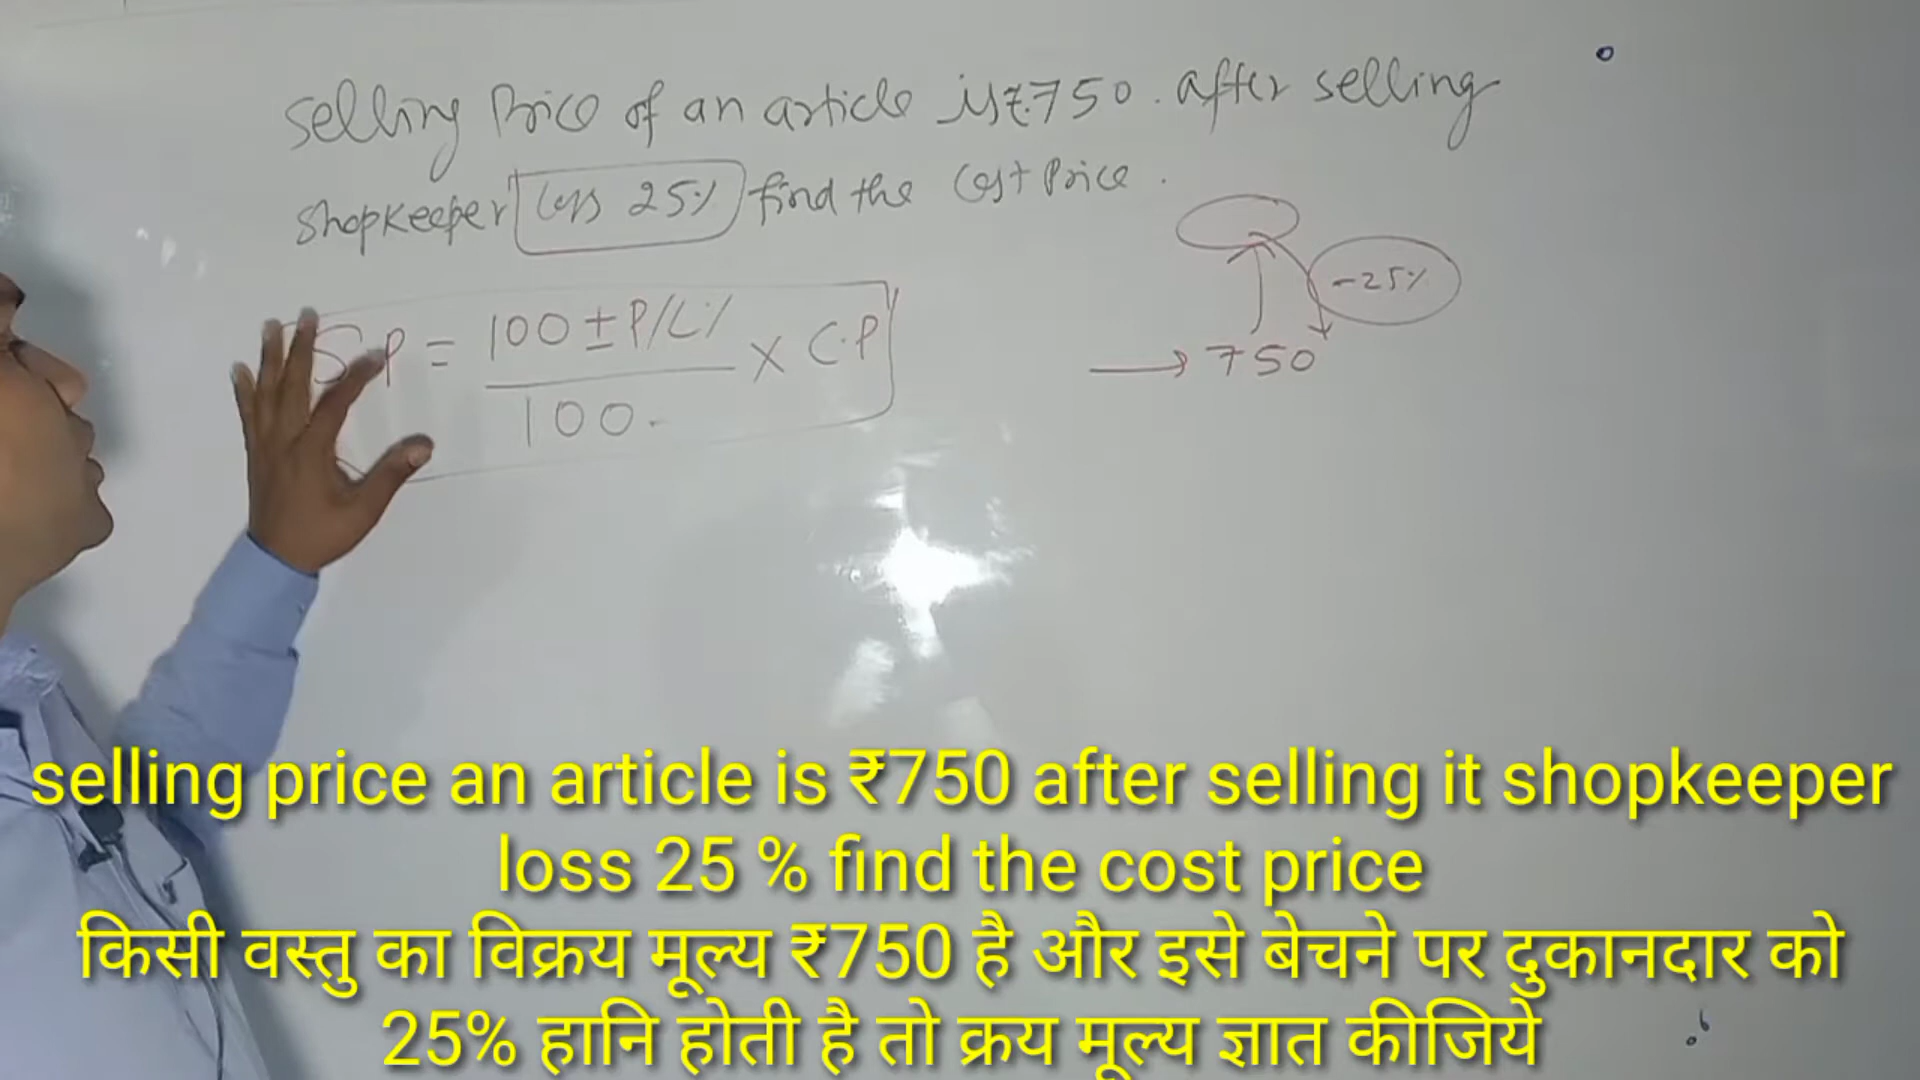 selling Price of an article is ₹.750. after selling
shopkeeper loss 25% find the Cost Price.
S.P = 100 ± P/L% × C.P
100.
-25%
→ 750
selling price an article is ₹750 after selling it shopkeeper
loss 25 % find the cost price
किसी वस्तु का विक्रय मूल्य ₹750 है और इसे बेचने पर दुकानदार को
25% हानि होती है तो क्रय मूल्य ज्ञात कीजिये